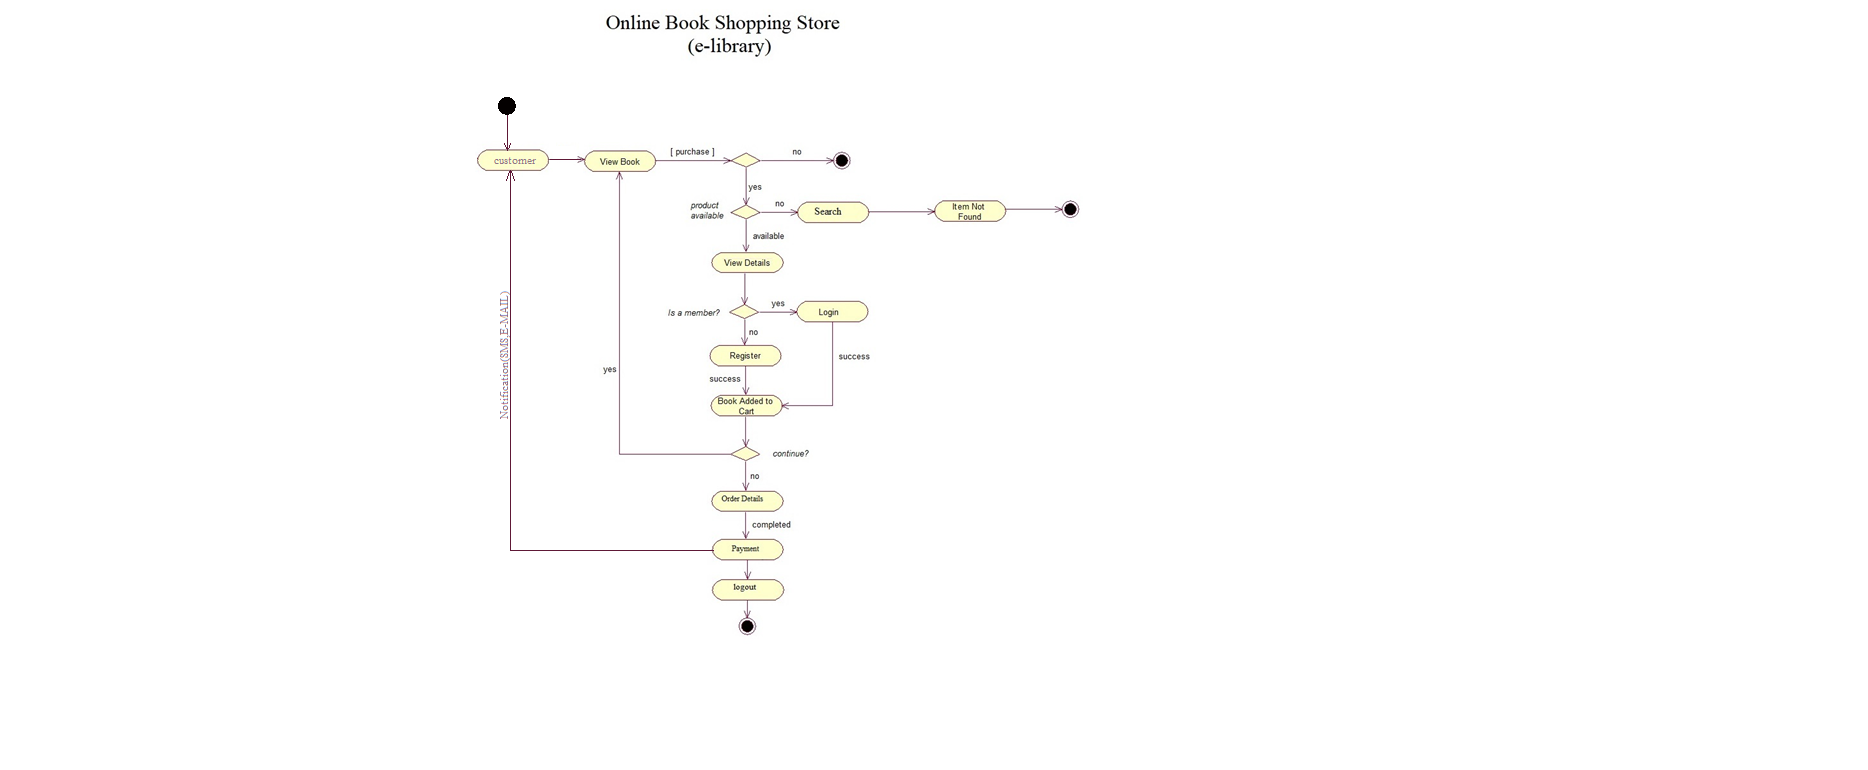 Online Book Shopping Store
(e-library)
customer
View Book
[ purchase ]
no
yes
product
available
no
Search
Item Not
Found
available
View Details
Is a member?
yes
Login
no
Register
success
success
Book Added to
Cart
yes
continue?
no
Order Details
completed
Payment
logout
Notification(SMS,E-MAIL)